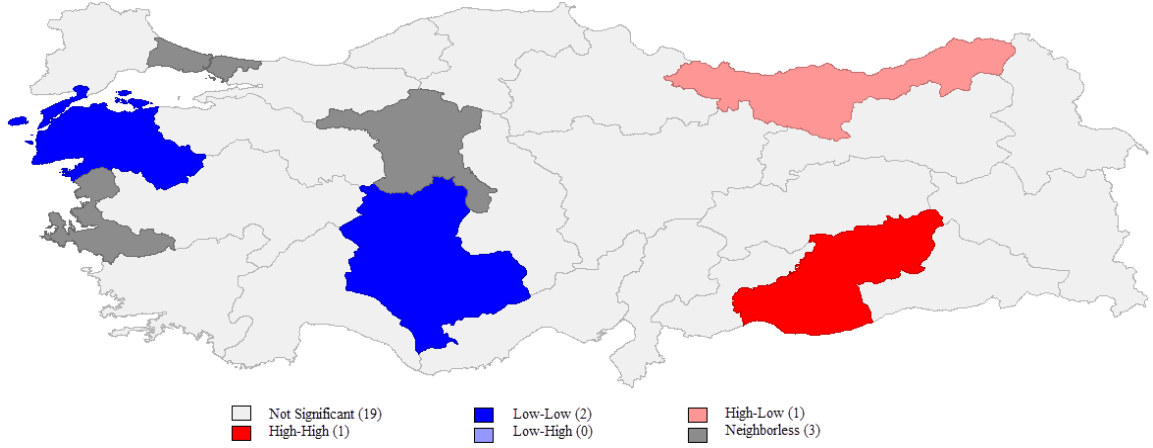 Not Significant (19) Low-Low (2) High-Low (1)
High-High (1) Low-High (0) Neighborless (3)